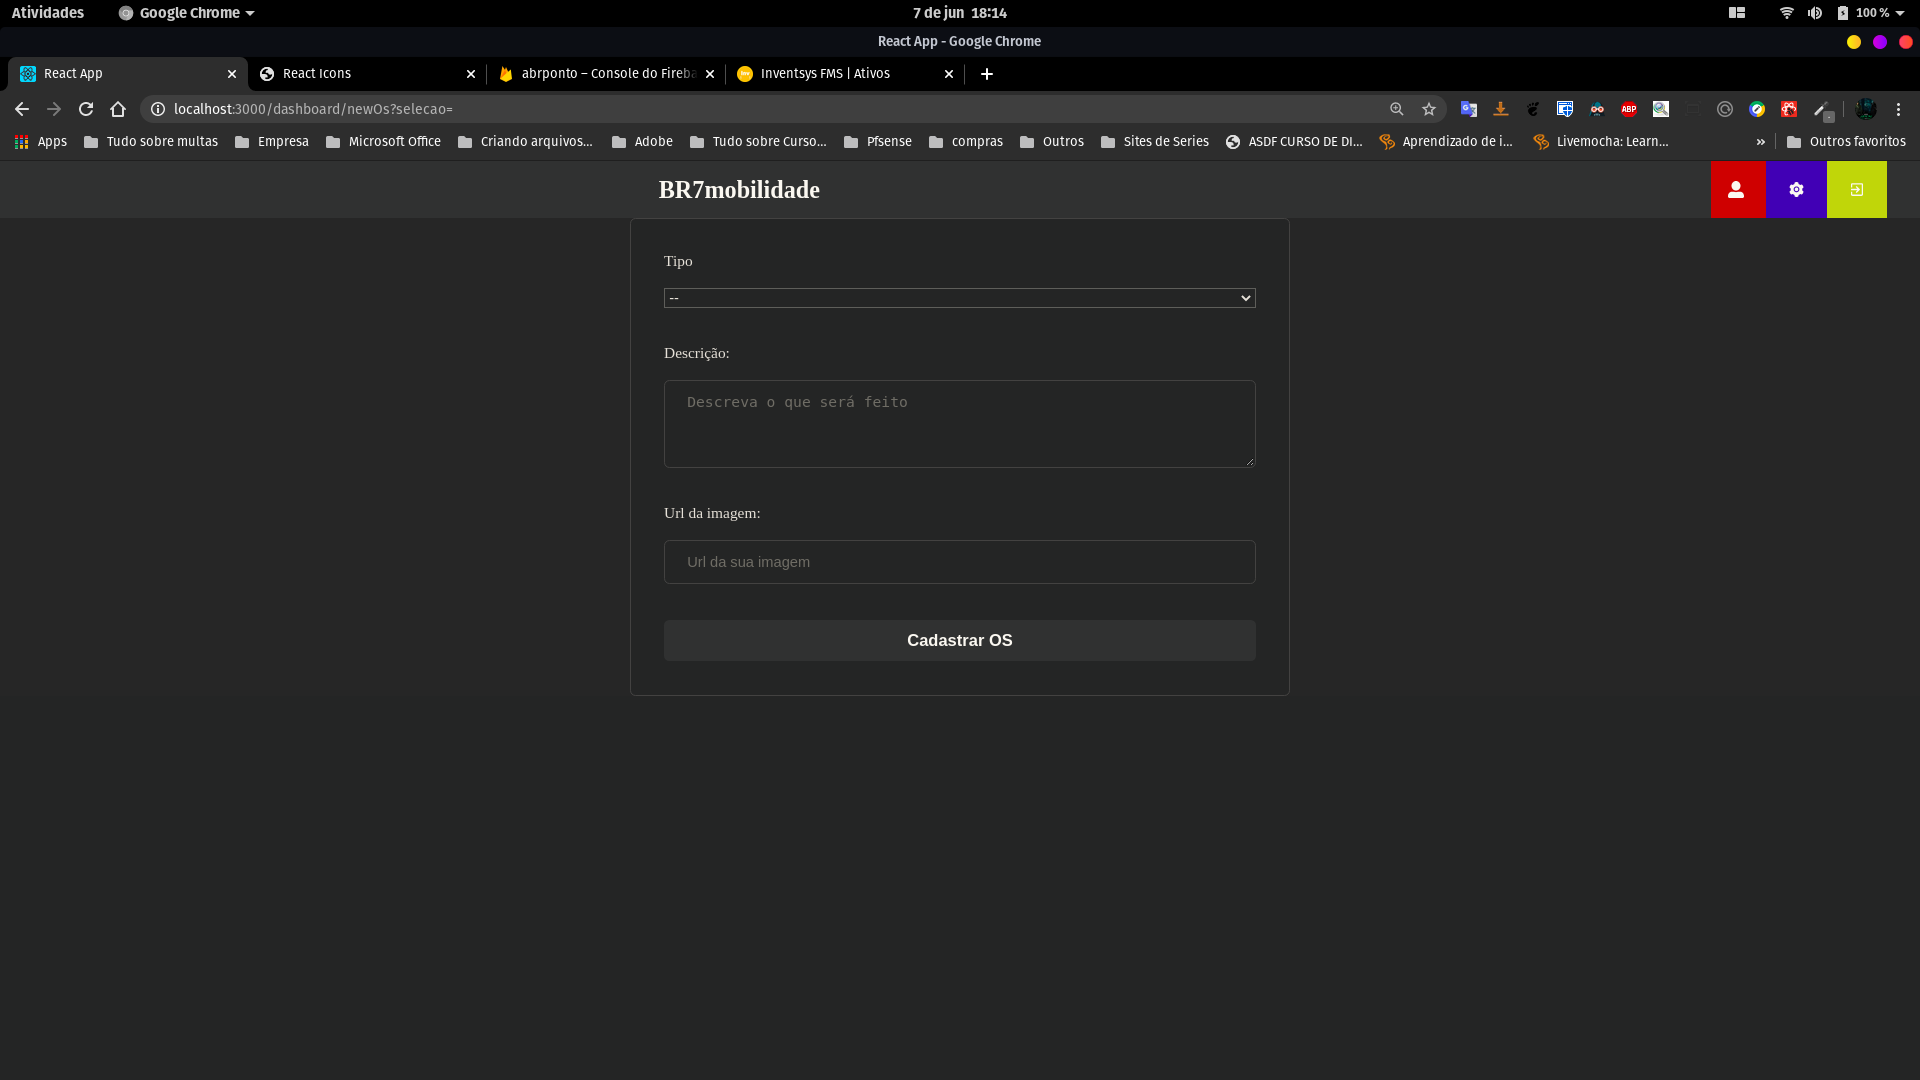 Atividades Google Chrome 7 de jun 18:14 100 %
React App - Google Chrome
React App React Icons abrponto – Console do Fireba Inventsys FMS | Ativos
localhost:3000/dashboard/newOs?selecao= ABP
Apps Tudo sobre multas Empresa Microsoft Office Criando arquivos... Adobe Tudo sobre Curso... Pfsense compras Outros Sites de Series ASDF CURSO DE DI... Aprendizado de i... Livemocha: Learn... » Outros favoritos
BR7mobilidade
Tipo
--
Descrição:
Descreva o que será feito
Url da imagem:
Url da sua imagem
Cadastrar OS